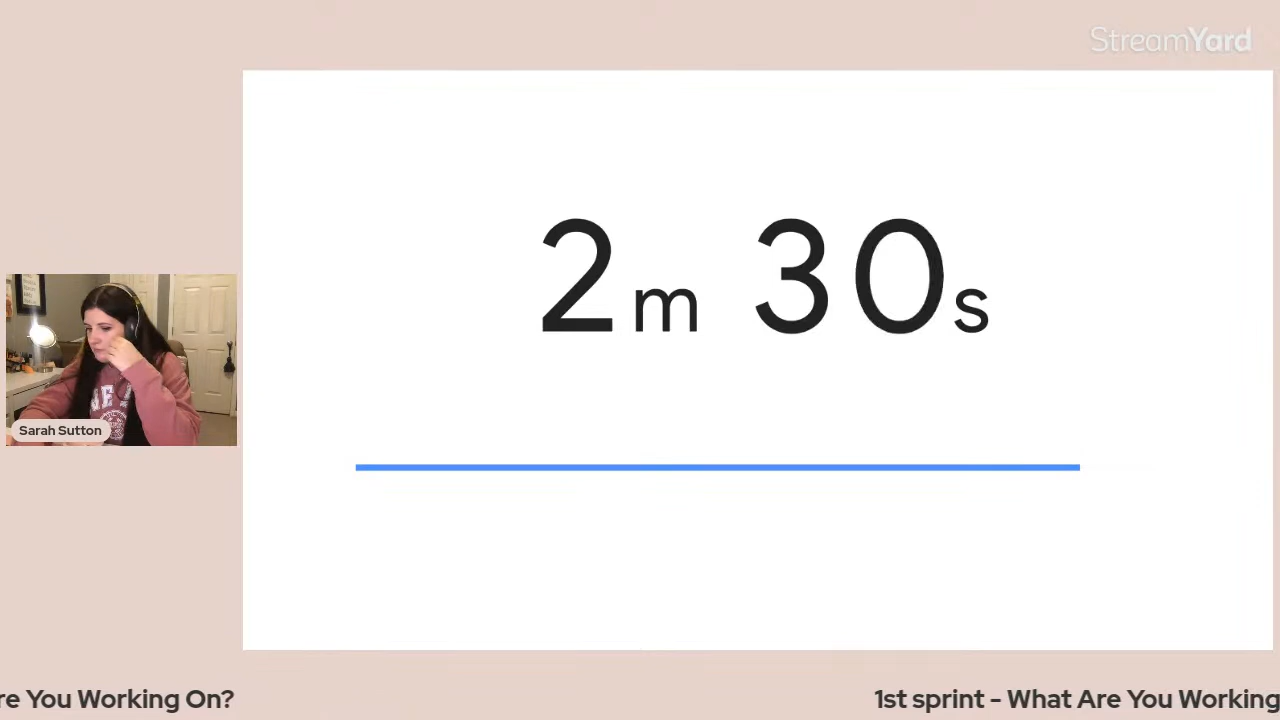 StreamYard
2m 30s
Sarah Sutton
re You Working On?
1st sprint - What Are You Working